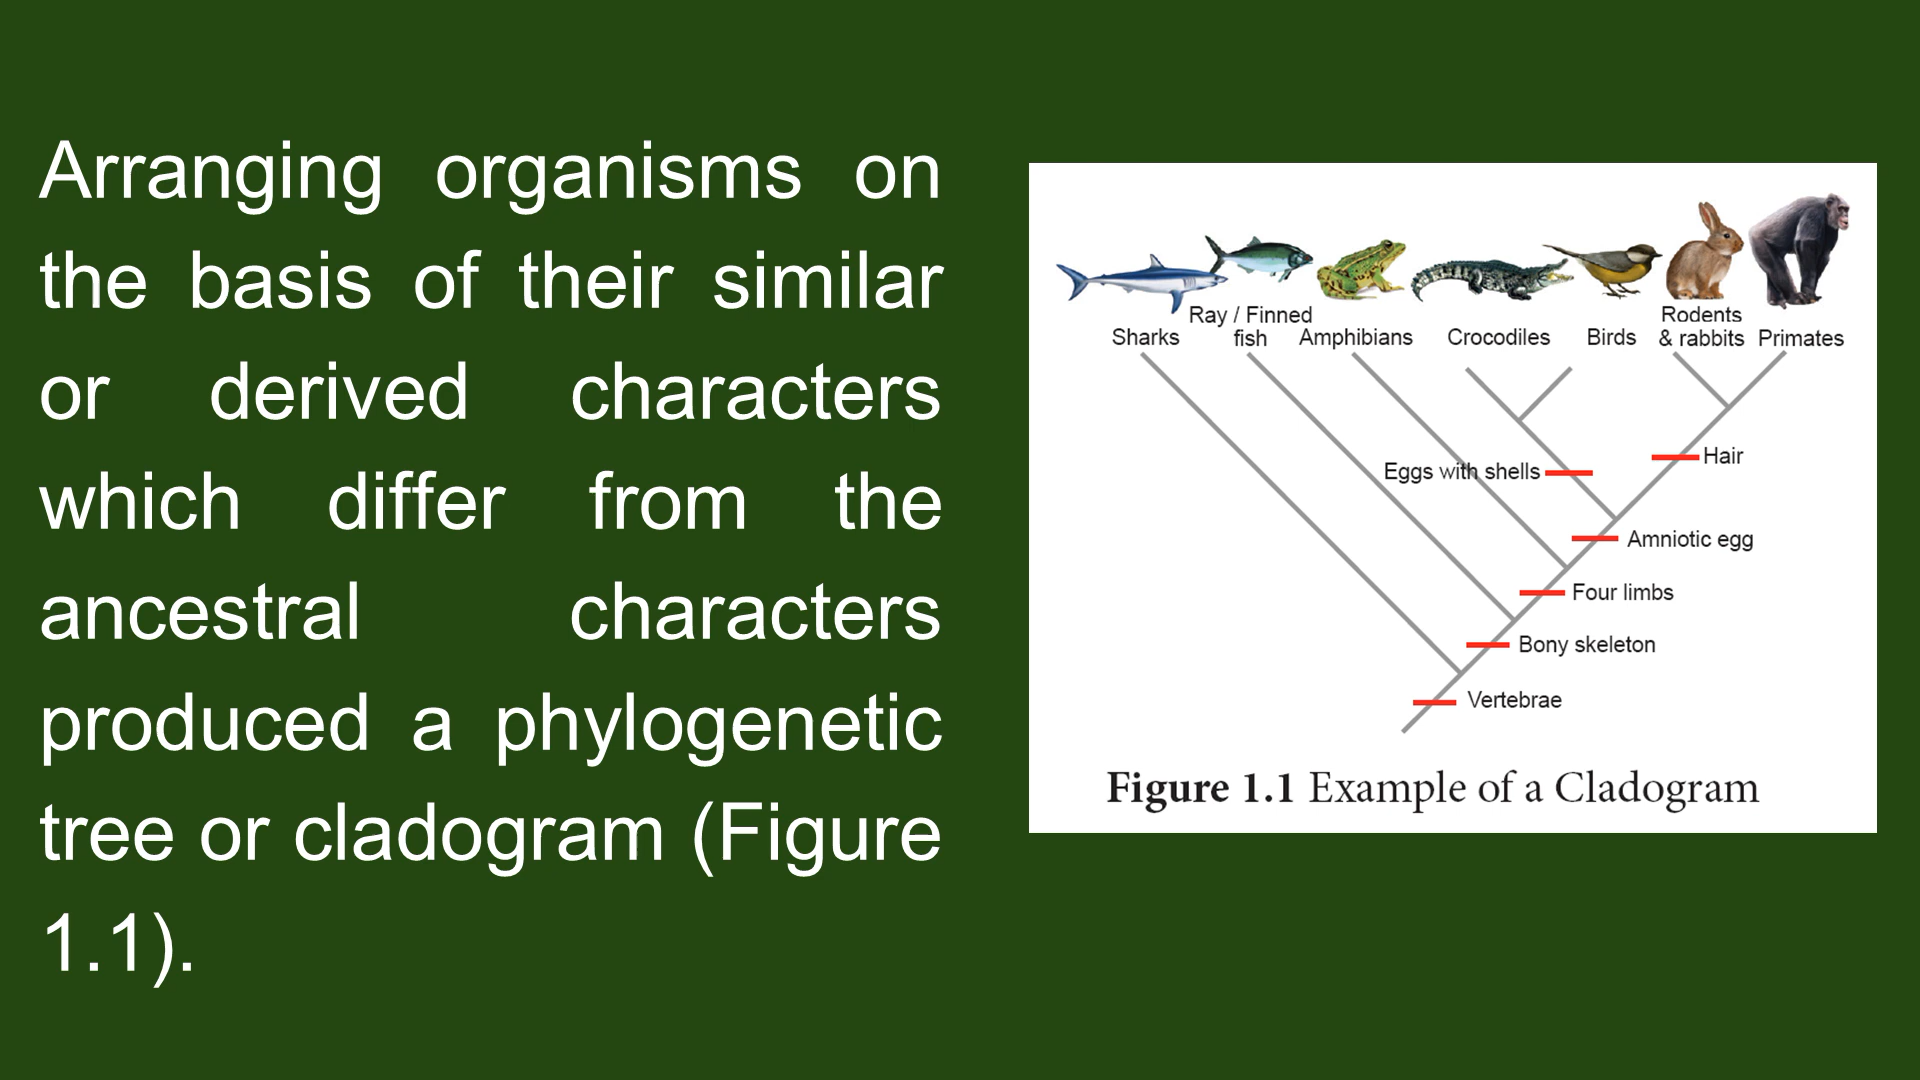 Arranging organisms on
the basis of their similar
or derived characters
which differ from the
ancestral characters
produced a phylogenetic
tree or cladogram (Figure
1.1).
Sharks
Ray / Finned
fish
Amphibians
Crocodiles
Birds
Rodents
& rabbits
Primates
Eggs with shells
Hair
Amniotic egg
Four limbs
Bony skeleton
Vertebrae
Figure 1.1 Example of a Cladogram